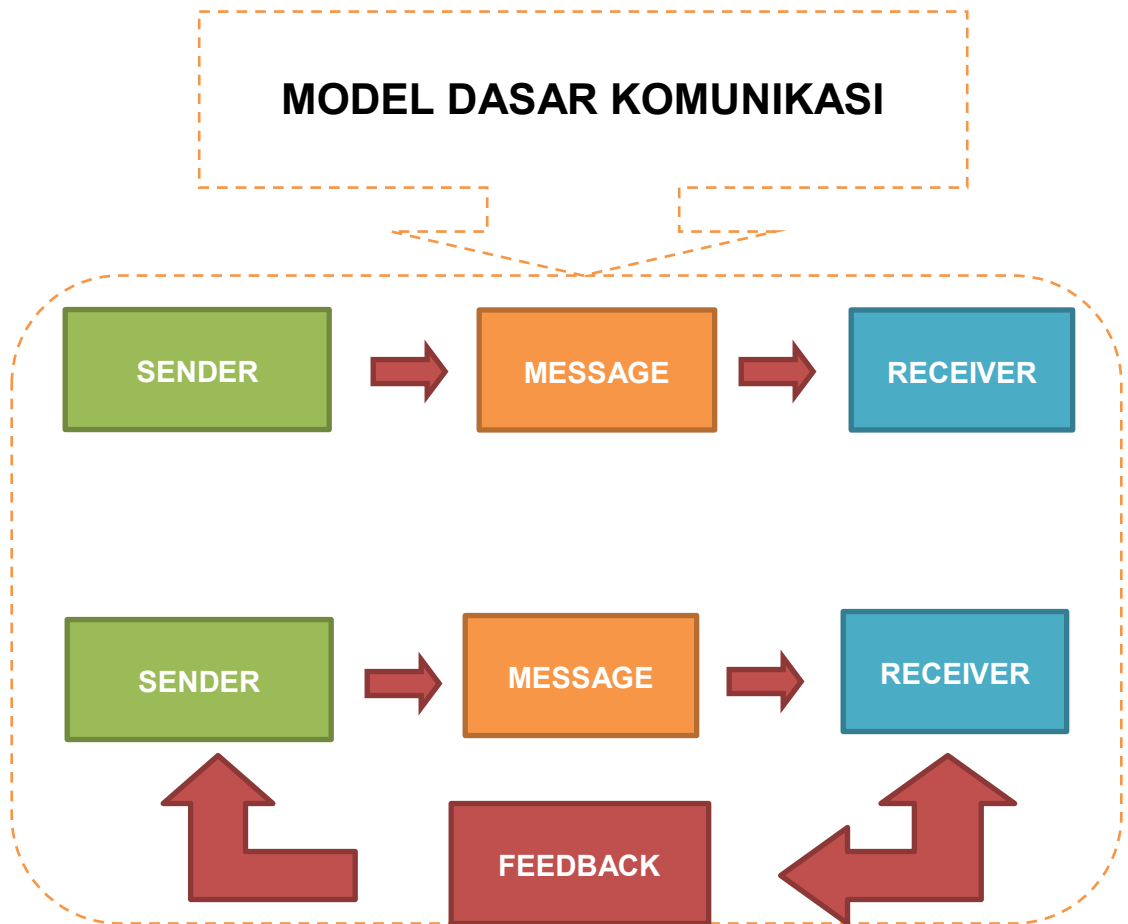 MODEL DASAR KOMUNIKASI
SENDER
MESSAGE
RECEIVER
SENDER
MESSAGE
RECEIVER
FEEDBACK